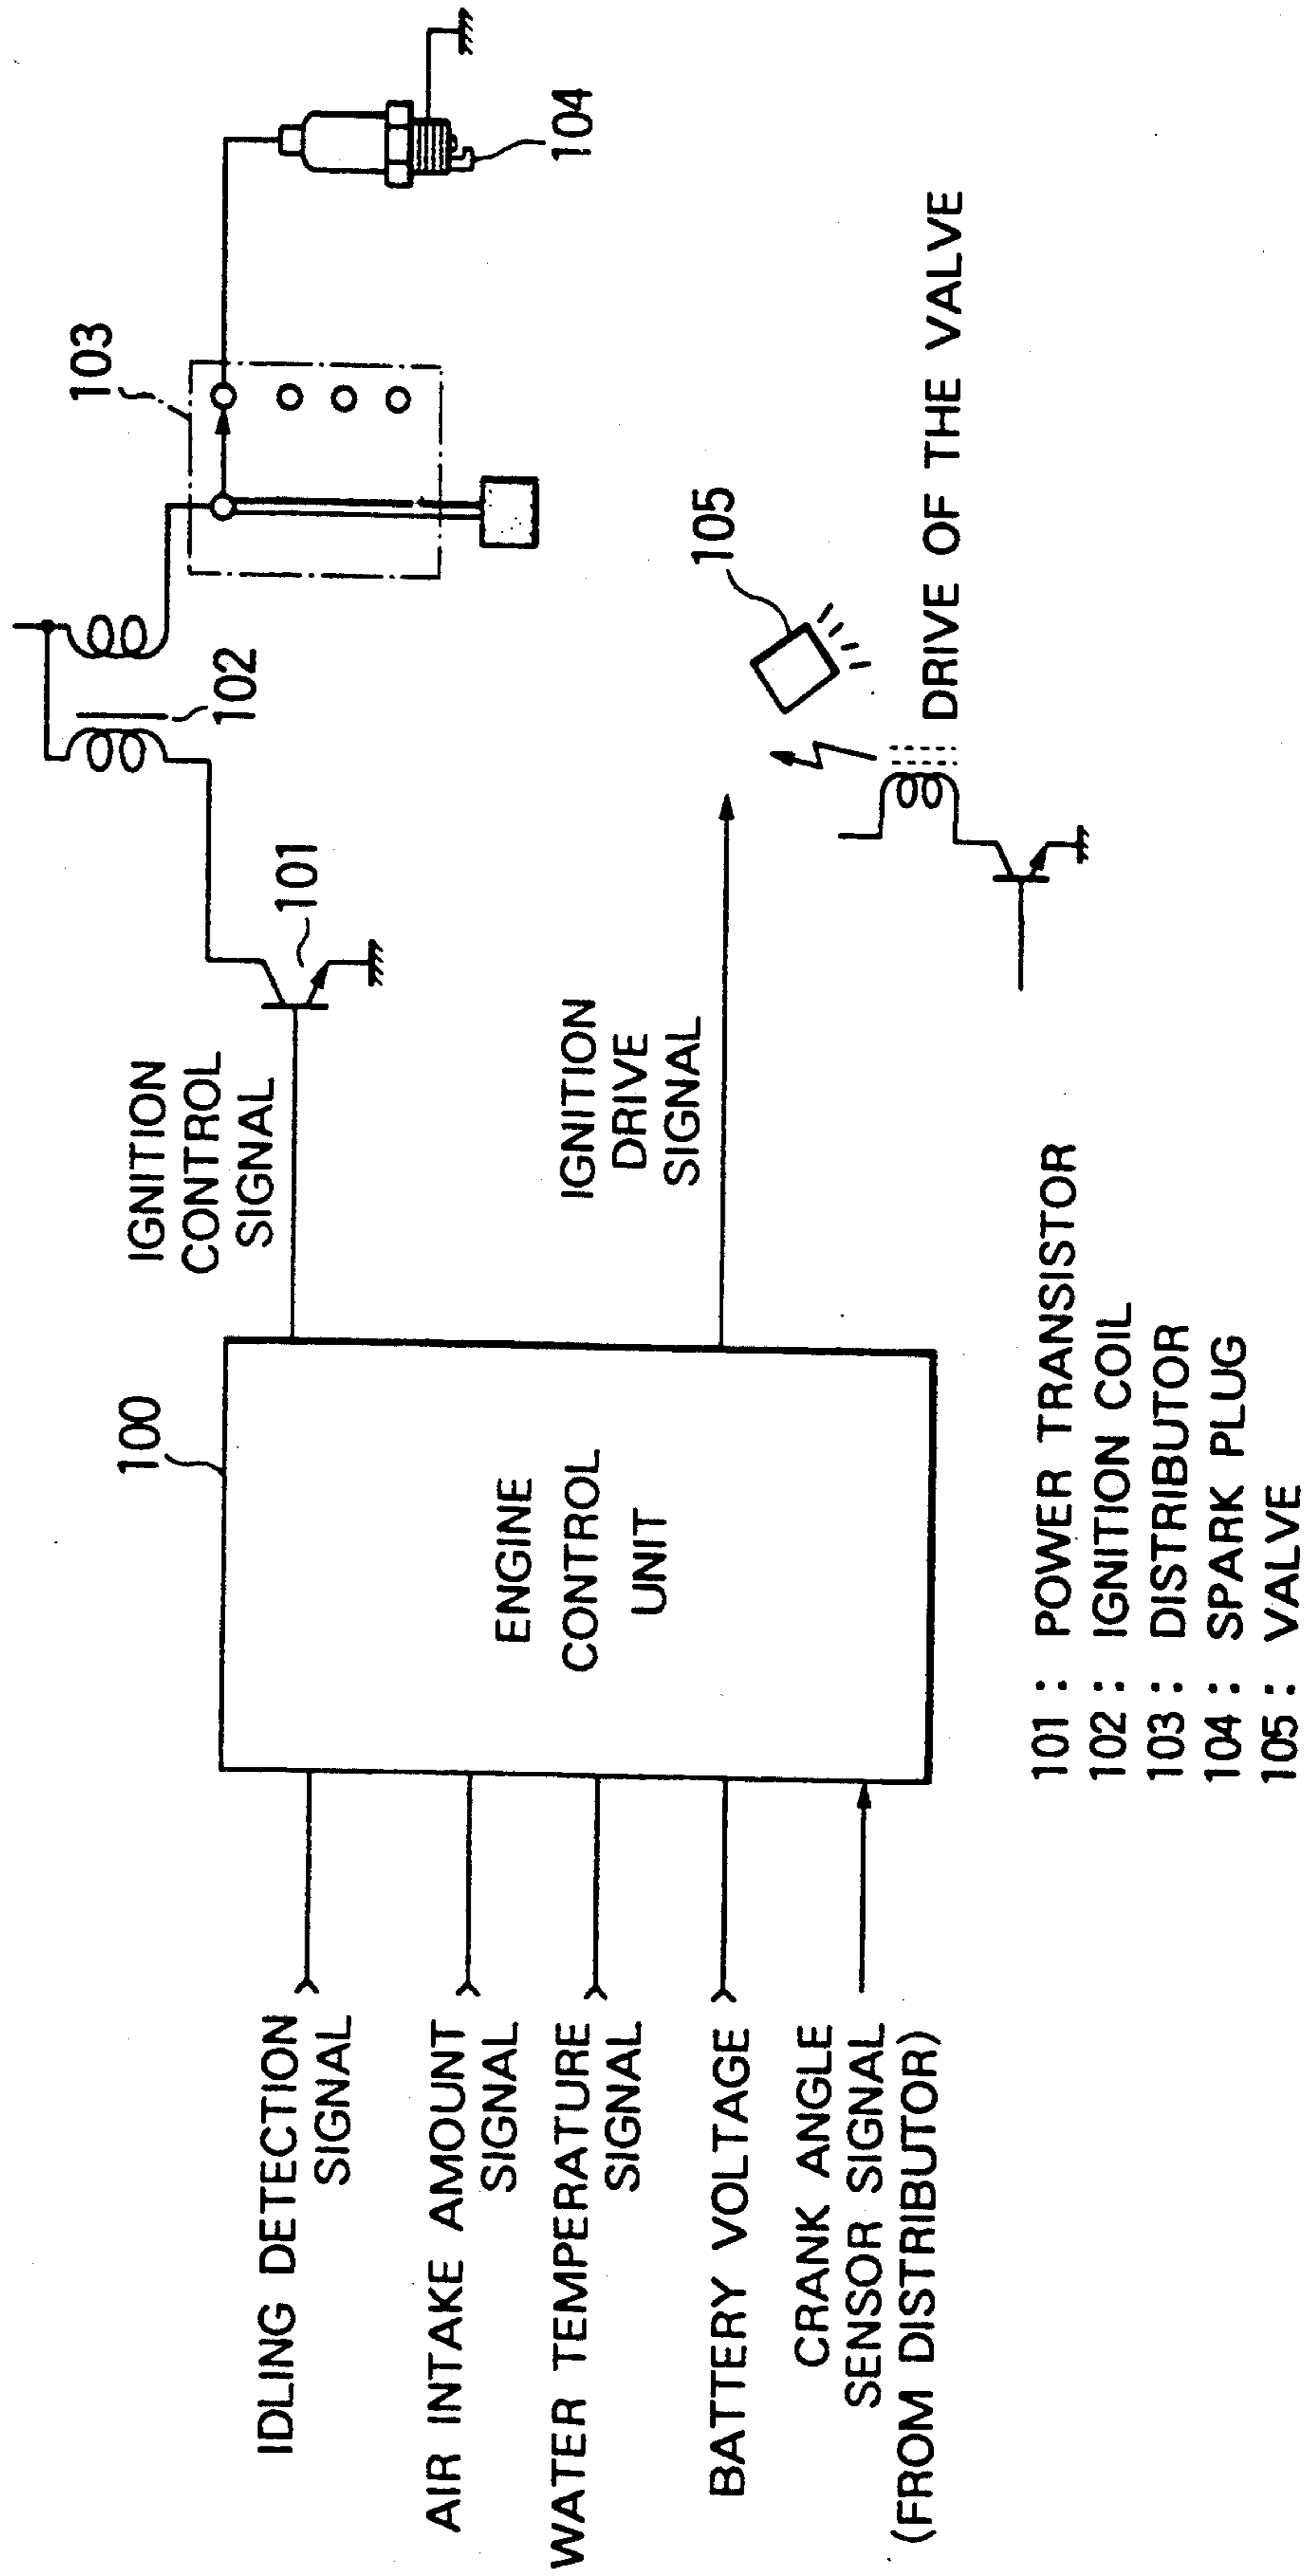 IDLING DETECTION
SIGNAL
AIR INTAKE AMOUNT
SIGNAL
WATER TEMPERATURE
SIGNAL
BATTERY VOLTAGE
CRANK ANGLE
SENSOR SIGNAL
(FROM DISTRIBUTOR)
100
ENGINE
CONTROL
UNIT
IGNITION
CONTROL
SIGNAL
101
102
103
104
IGNITION
DRIVE
SIGNAL
105
DRIVE OF THE VALVE
101 : POWER TRANSISTOR
102 : IGNITION COIL
103 : DISTRIBUTOR
104 : SPARK PLUG
105 : VALVE